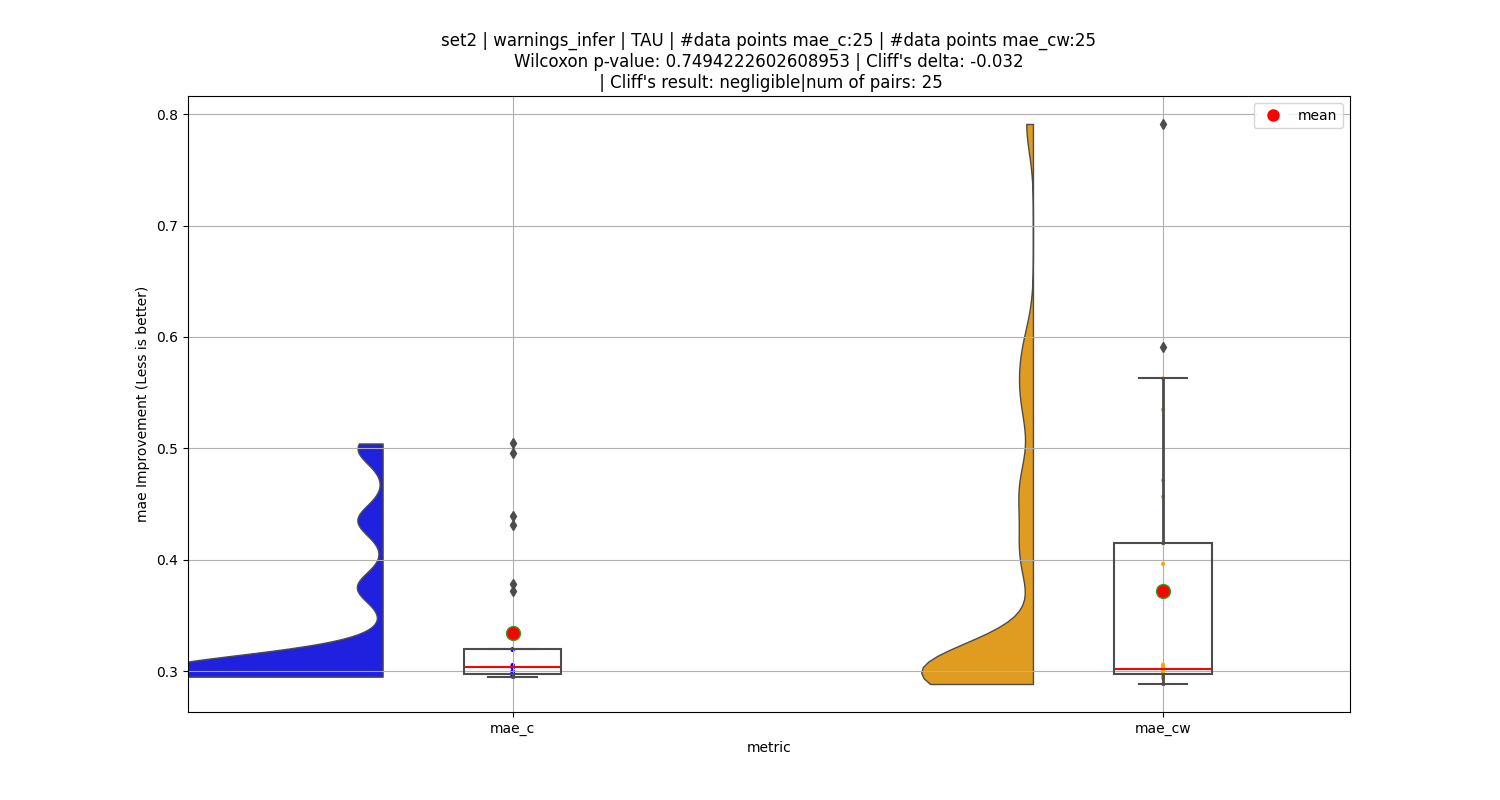 set2 | warnings_infer | TAU | #data points mae_c:25 | #data points mae_cw:25
Wilcoxon p-value: 0.7494222602608953 | Cliff's delta: -0.032
| Cliff's result: negligible|num of pairs: 25
mean
0.8
0.7
0.6
0.5
0.4
0.3
mae Improvement (Less is better)
mae_c
mae_cw
metric